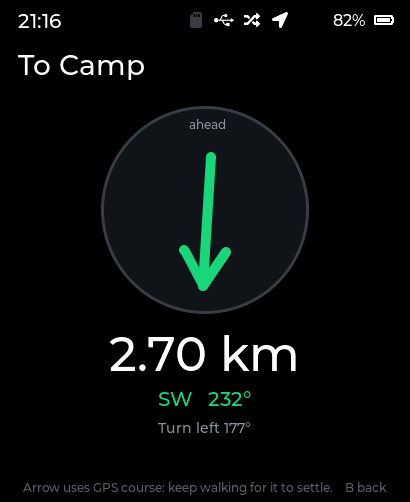 21:16 82%
To Camp
ahead
2.70 km
SW 232°
Turn left 177°
Arrow uses GPS course: keep walking for it to settle. B back